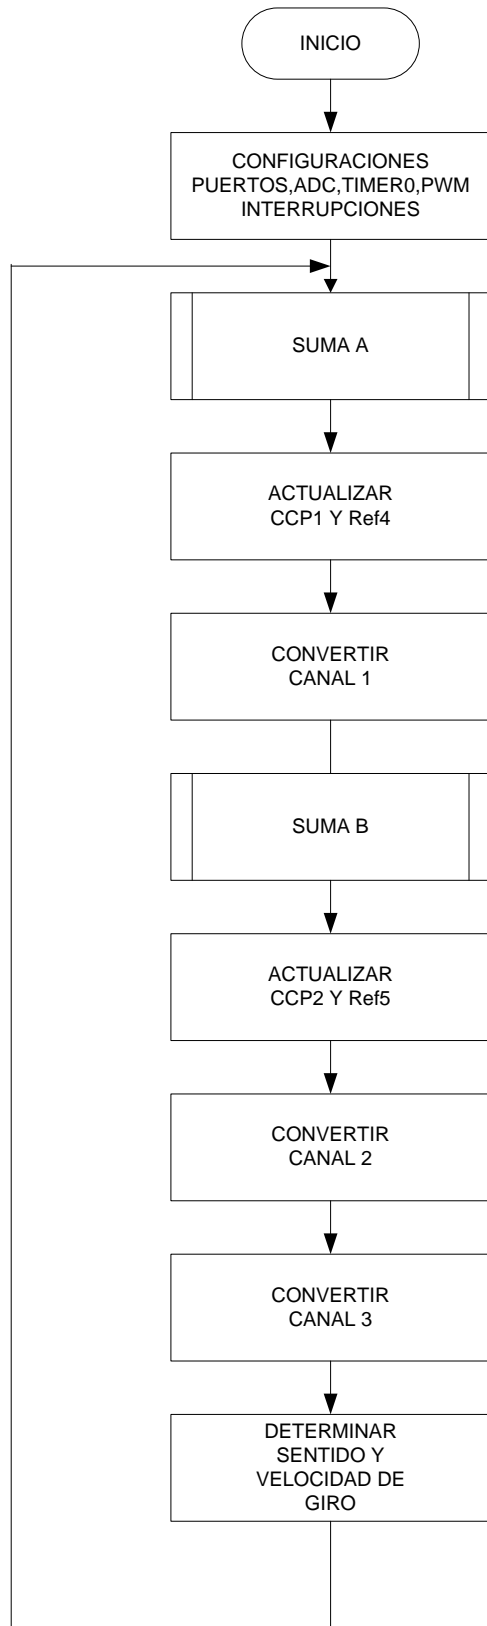 INICIO
CONFIGURACIONES
PUERTOS,ADC,TIMER0,PWM
INTERRUPCIONES
SUMA A
ACTUALIZAR
CCP1 Y Ref4
CONVERTIR
CANAL 1
SUMA B
ACTUALIZAR
CCP2 Y Ref5
CONVERTIR
CANAL 2
CONVERTIR
CANAL 3
DETERMINAR
SENTIDO Y
VELOCIDAD DE
GIRO